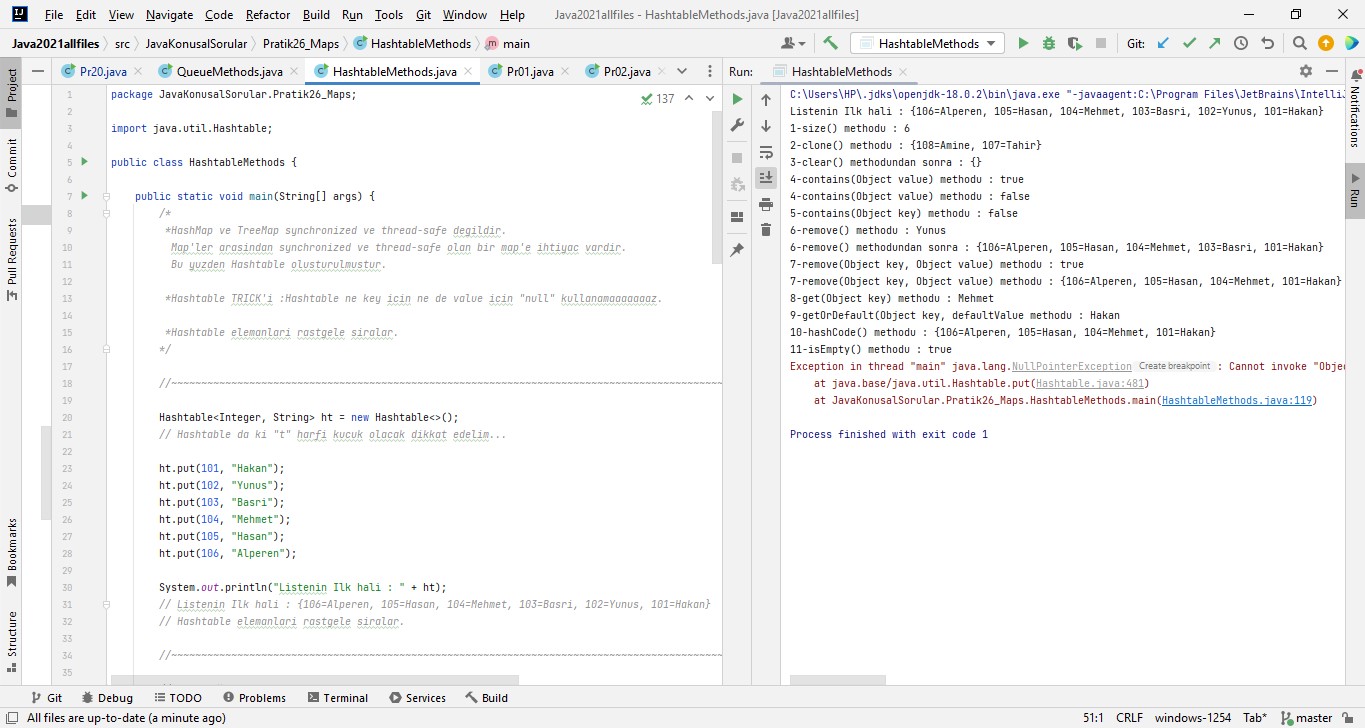 File Edit View Navigate Code Refactor Build Run Tools Git Window Help Java2021allfiles - HashtableMethods.java [Java2021allfiles]
Java2021allfiles src JavaKonusalSorular Pratik26_Maps HashtableMethods main HashtableMethods Git:
Project
Commit
Pull Requests
Bookmarks
Structure
Pr20.java QueueMethods.java HashtableMethods.java Pr01.java Pr02.java
137
1 package JavaKonusalSorular.Pratik26_Maps;
2
3 import java.util.Hashtable;
4
5 public class HashtableMethods {
6
7 public static void main(String[] args) {
8 /*
9 *HashMap ve TreeMap synchronized ve thread-safe degildir.
10 Map'ler arasindan synchronized ve thread-safe olan bir map'e ihtiyac vardir.
11 Bu yuzden Hashtable olusturulmustur.
12
13 *Hashtable TRICK'i :Hashtable ne key icin ne de value icin "null" kullanamaaaaaaaz.
14
15 *Hashtable elemanlari rastgele siralar.
16 */
17
18 //~~~~~~~~~~~~~~~~~~~~~~~~~~~~~~~~~~~~~~~~~~~~~~~~~~~~~~~~~~~~~~~~~~~~~~~~~~~~~~~~~~~~~~~~~~~
19
20 Hashtable<Integer, String> ht = new Hashtable<>();
21 // Hashtable da ki "t" harfi kucuk olacak dikkat edelim...
22
23 ht.put(101, "Hakan");
24 ht.put(102, "Yunus");
25 ht.put(103, "Basri");
26 ht.put(104, "Mehmet");
27 ht.put(105, "Hasan");
28 ht.put(106, "Alperen");
29
30 System.out.println("Listenin Ilk hali : " + ht);
31 // Listenin Ilk hali : {106=Alperen, 105=Hasan, 104=Mehmet, 103=Basri, 102=Yunus, 101=Hakan}
32 // Hashtable elemanlari rastgele siralar.
33
34 //~~~~~~~~~~~~~~~~~~~~~~~~~~~~~~~~~~~~~~~~~~~~~~~~~~~~~~~~~~~~~~~~~~~~~~~~~~~~~~~~~~~~~~~~~~~
35
Run: HashtableMethods
C:\Users\HP\.jdks\openjdk-18.0.2\bin\java.exe "-javaagent:C:\Program Files\JetBrains\IntelliJ
Listenin Ilk hali : {106=Alperen, 105=Hasan, 104=Mehmet, 103=Basri, 102=Yunus, 101=Hakan}
1-size() methodu : 6
2-clone() methodu : {108=Amine, 107=Tahir}
3-clear() methodundan sonra : {}
4-contains(Object value) methodu : true
4-contains(Object value) methodu : false
5-contains(Object key) methodu : false
6-remove() methodu : Yunus
6-remove() methodundan sonra : {106=Alperen, 105=Hasan, 104=Mehmet, 103=Basri, 101=Hakan}
7-remove(Object key, Object value) methodu : true
7-remove(Object key, Object value) methodu : {106=Alperen, 105=Hasan, 104=Mehmet, 101=Hakan}
8-get(Object key) methodu : Mehmet
9-getOrDefault(Object key, defaultValue methodu : Hakan
10-hashCode() methodu : {106=Alperen, 105=Hasan, 104=Mehmet, 101=Hakan}
11-isEmpty() methodu : true
Exception in thread "main" java.lang.NullPointerException Create breakpoint : Cannot invoke "Obje
at java.base/java.util.Hashtable.put(Hashtable.java:481)
at JavaKonusalSorular.Pratik26_Maps.HashtableMethods.main(HashtableMethods.java:119)
Process finished with exit code 1
Notifications
Run
Git Debug TODO Problems Terminal Services Build
All files are up-to-date (a minute ago) 51:1 CRLF windows-1254 Tab* master